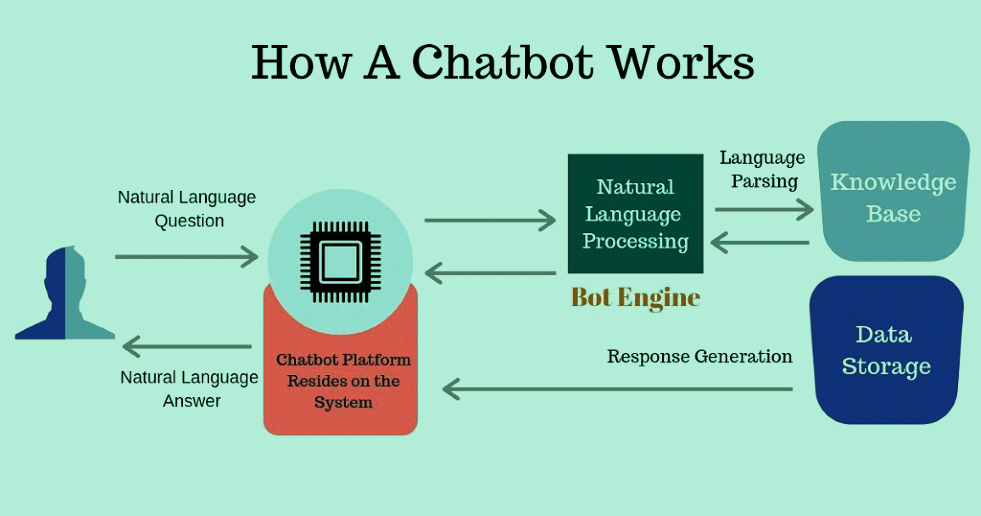 How A Chatbot Works
Natural Language
Question
Natural Language
Answer
Chatbot Platform
Resides on the
System
Natural
Language
Processing
Bot Engine
Language
Parsing
Knowledge
Base
Response Generation
Data
Storage